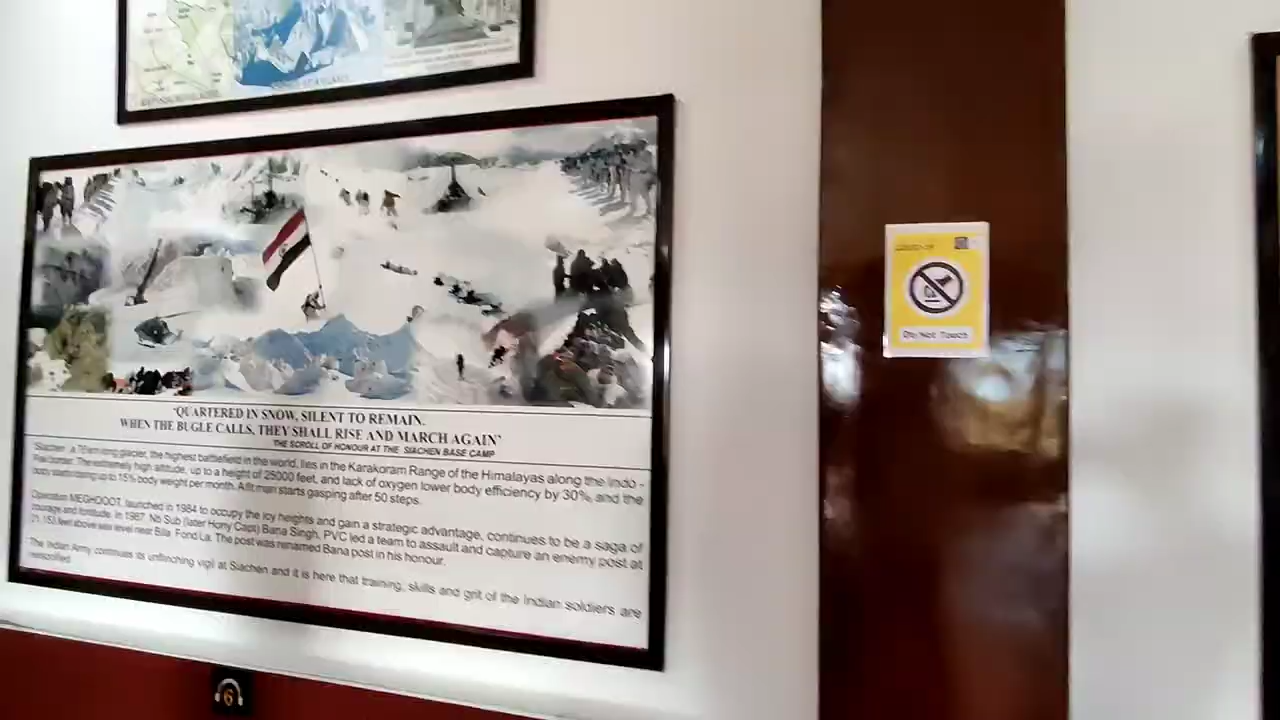 'QUARTERED IN SNOW, SILENT TO REMAIN.
WHEN THE BUGLE CALLS, THEY SHALL RISE AND MARCH AGAIN'
THE SCROLL OF HONOUR AT THE SIACHEN BASE CAMP
Siachen, a 75 km long glacier, the highest battlefield in the world, lies in the Karakoram Range of the Himalayas along the Indo -
Pak border. The extremely high altitude, up to a height of 25000 feet, and lack of oxygen lower body efficiency by 30%, and the
body starts losing up to 15% body weight per month. A fit man starts gasping after 50 steps.
Operation MEGHDOOT, launched in 1984 to occupy the icy heights and gain a strategic advantage, continues to be a saga of
courage and fortitude. In 1987, Nb Sub (later Hony Capt) Bana Singh, PVC led a team to assault and capture an enemy post at
21,153 feet above sea level near Bila Fond La. The post was renamed Bana post in his honour.
The Indian Army continues its unflinching vigil at Siachen and it is here that training, skills and grit of the Indian soldiers are
Do Not Touch
6